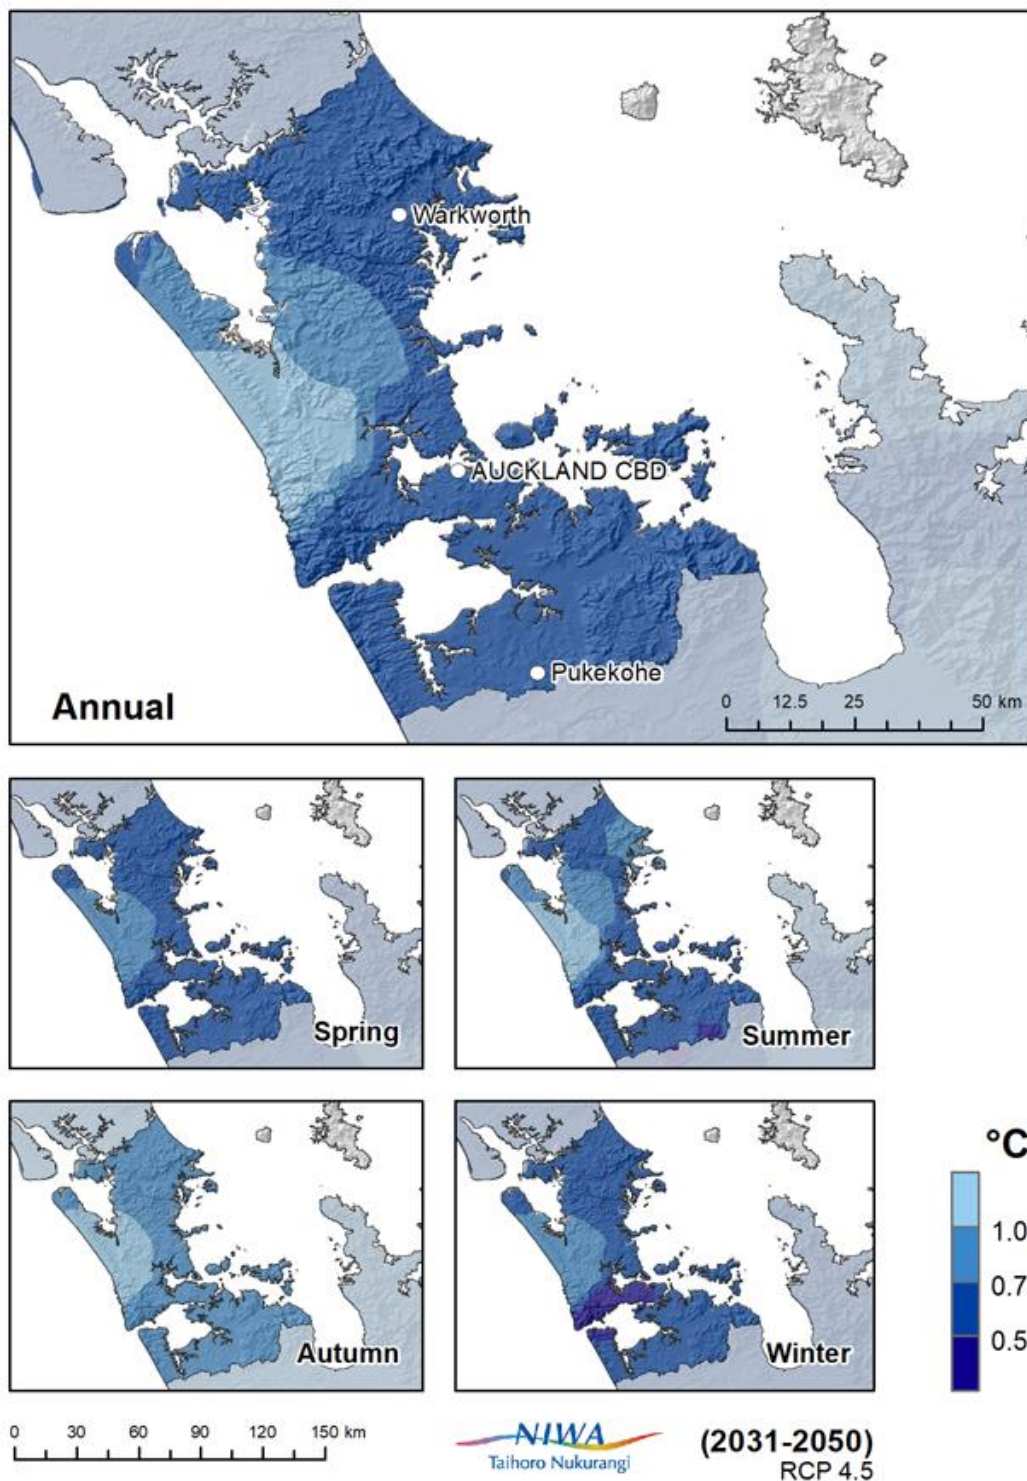 Warkworth
AUCKLAND CBD
Pukekohe
Annual
0 12.5 25 50 km
Spring
Summer
Autumn
Winter
°C
1.0
0.7
0.5
0 30 60 90 120 150 km
NIWA
Taihoro Nukurangi
(2031-2050)
RCP 4.5